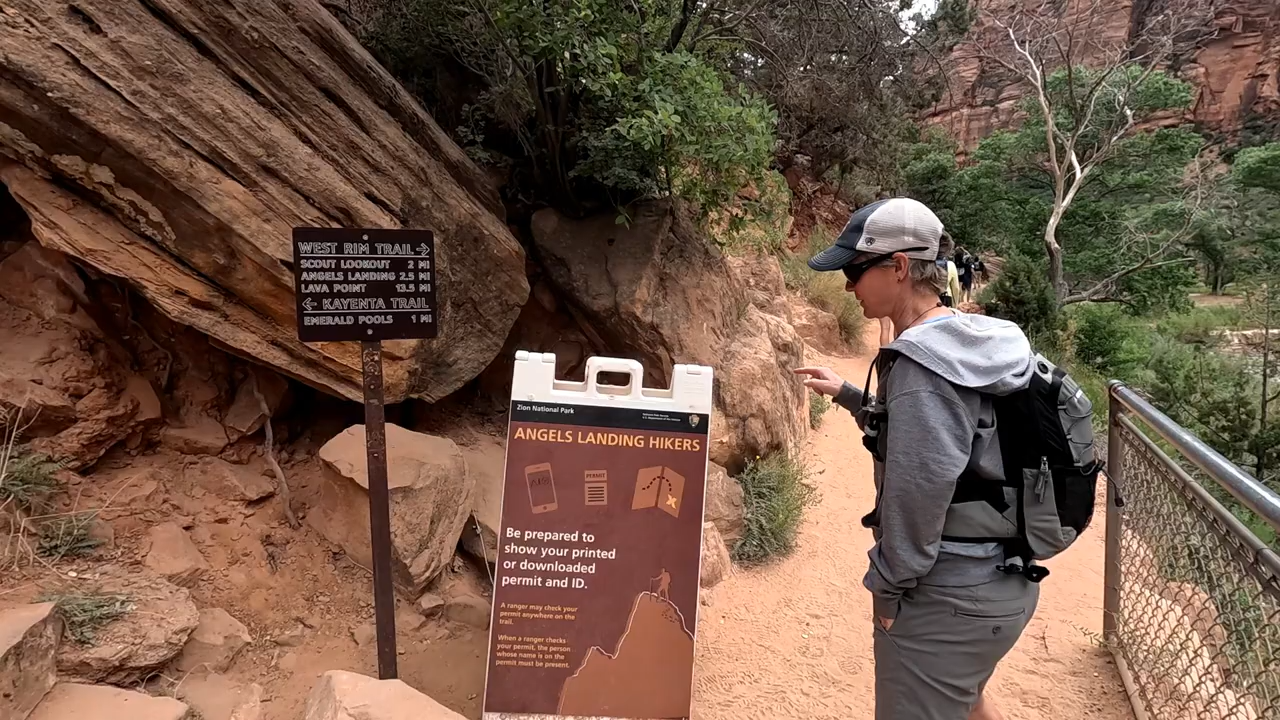 WEST RIM TRAIL →
SCOUT LOOKOUT 2 MI
ANGELS LANDING 2.5 MI
LAVA POINT 13.5 MI
← KAYENTA TRAIL
EMERALD POOLS 1 MI
Zion National Park
ANGELS LANDING HIKERS
PERMIT
Be prepared to
show your printed
or downloaded
permit and ID.
A ranger may check your
permit anywhere on the
trail.
When a ranger checks
your permit, the person
whose name is on the
permit must be present.